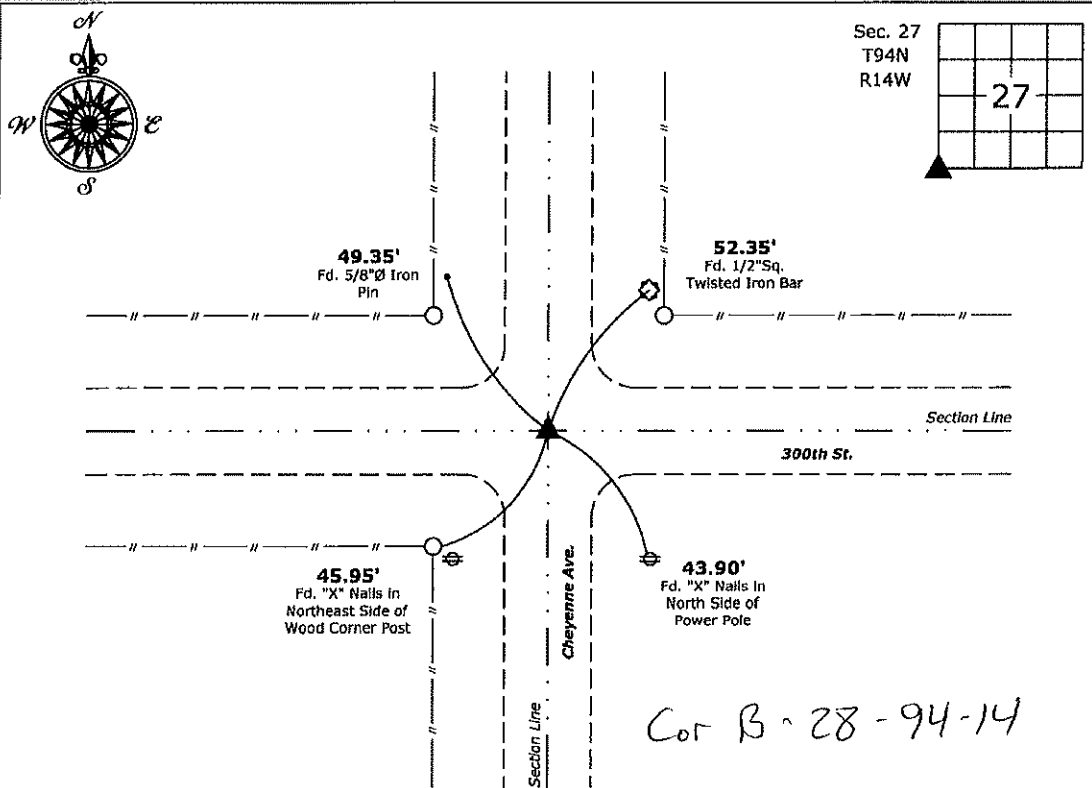 N
W
E
S
Sec. 27
T94N
R14W
27
49.35'
Fd. 5/8"Ø Iron
Pin
52.35'
Fd. 1/2"Sq.
Twisted Iron Bar
Section Line
300th St.
45.95'
Fd. "X" Nails in
Northeast Side of
Wood Corner Post
43.90'
Fd. "X" Nails in
North Side of
Power Pole
Cheyenne Ave.
Section Line
Cor B - 28 - 94 - 14